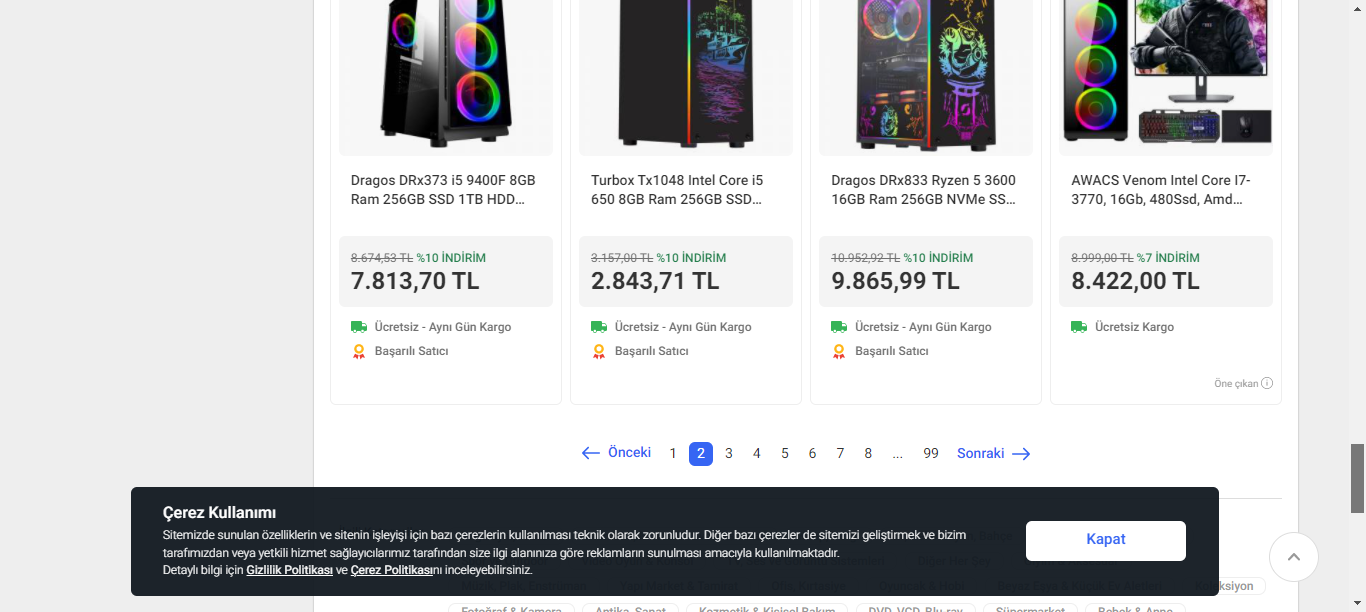 Dragos DRx373 i5 9400F 8GB
Ram 256GB SSD 1TB HDD...
8.674,53 TL %10 İNDİRİM
7.813,70 TL
Ücretsiz - Aynı Gün Kargo
Başarılı Satıcı
Turbox Tx1048 Intel Core i5
650 8GB Ram 256GB SSD...
3.157,00 TL %10 İNDİRİM
2.843,71 TL
Ücretsiz - Aynı Gün Kargo
Başarılı Satıcı
Dragos DRx833 Ryzen 5 3600
16GB Ram 256GB NVMe SS...
10.952,92 TL %10 İNDİRİM
9.865,99 TL
Ücretsiz - Aynı Gün Kargo
Başarılı Satıcı
AWACS Venom Intel Core I7-
3770, 16Gb, 480Ssd, Amd...
8.999,00 TL %7 İNDİRİM
8.422,00 TL
Ücretsiz Kargo
Öne çıkan
Önceki 1 2 3 4 5 6 7 8 ... 99 Sonraki
Çerez Kullanımı
Sitemizde sunulan özelliklerin ve sitenin işleyişi için bazı çerezlerin kullanılması teknik olarak zorunludur. Diğer bazı çerezler de sitemizi geliştirmek ve bizim
tarafımızdan veya yetkili hizmet sağlayıcılarımız tarafından size ilgi alanınıza göre reklamların sunulması amacıyla kullanılmaktadır.
Detaylı bilgi için Gizlilik Politikası ve Çerez Politikasını inceleyebilirsiniz.
Kapat
Fotoğraf & Kamera Antika, Sanat Kozmetik & Kişisel Bakım DVD, VCD, Blu-ray Süpermarket Bebek & Anne